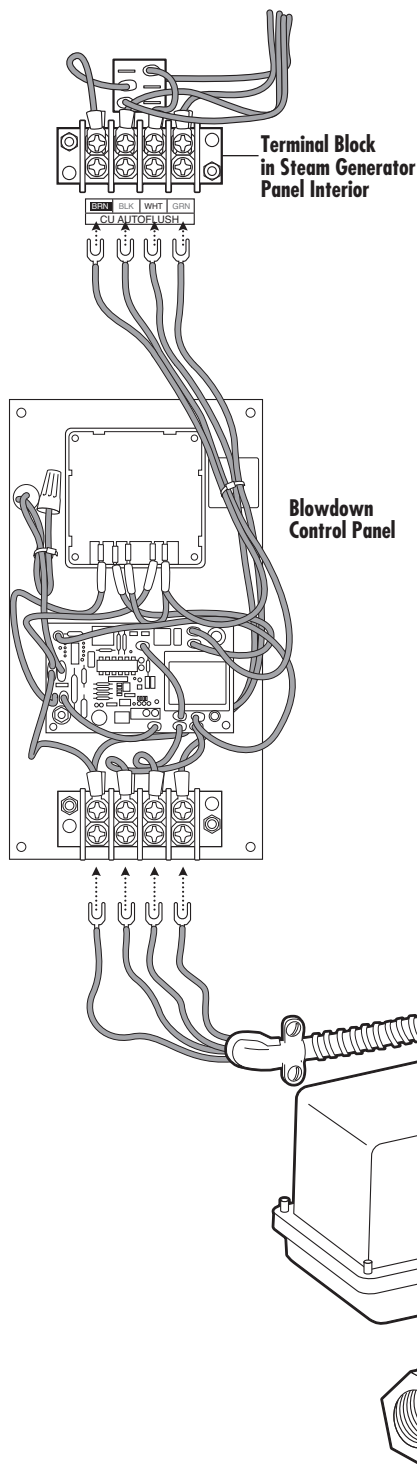 Terminal Block
in Steam Generator
Panel Interior
BRN BLK WHT GRN
CU AUTOFLUSH
Blowdown
Control Panel